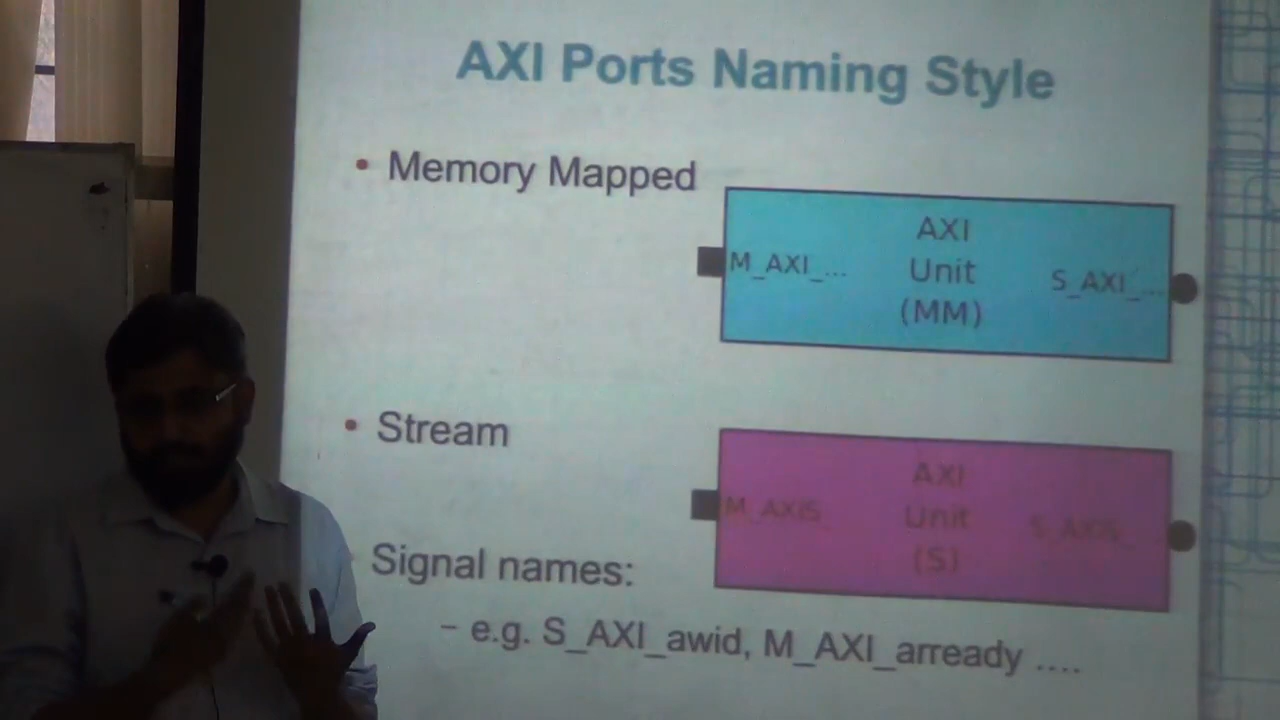 AXI Ports Naming Style
• Memory Mapped
AXI
Unit
(MM)
M_AXI_...
S_AXI_...
• Stream
AXI
Unit
(S)
M_AXIS_
S_AXIS_
Signal names:
– e.g. S_AXI_awid, M_AXI_arready ....